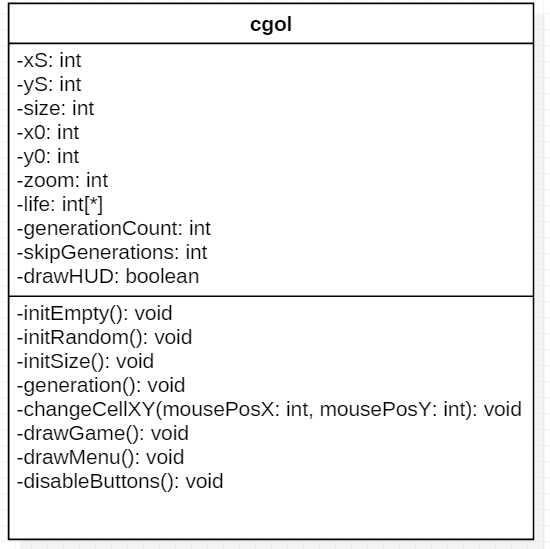 cgol
-xS: int
-yS: int
-size: int
-x0: int
-y0: int
-zoom: int
-life: int[*]
-generationCount: int
-skipGenerations: int
-drawHUD: boolean
-initEmpty(): void
-initRandom(): void
-initSize(): void
-generation(): void
-changeCellXY(mousePosX: int, mousePosY: int): void
-drawGame(): void
-drawMenu(): void
-disableButtons(): void